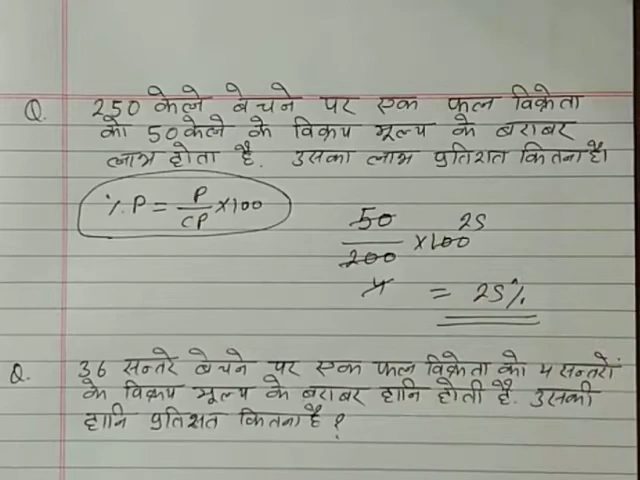 Q. 250 केले बेचने पर एक फल विक्रेता
को 50 केले के विक्रय मूल्य के बराबर
लाभ होता है. उसका लाभ प्रतिशत कितना है।
%P = P/CP × 100
50/200 × 100 25
4 = 25%
Q. 36 सन्तरे बेचने पर एक फल विक्रेता को 4 सन्तरों
के विक्रय मूल्य के बराबर हानि होती है. उसकी
हानि प्रतिशत कितना है ?